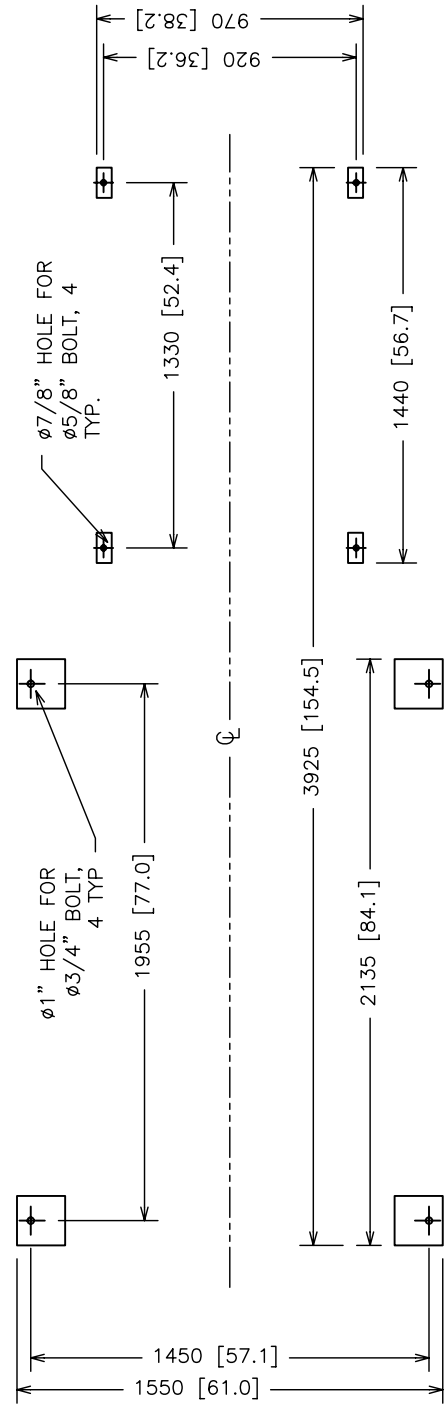 970 [38.2]
920 [36.2]
ø7/8” HOLE FOR
ø5/8” BOLT, 4
TYP.
1330 [52.4]
1440 [56.7]
ø1” HOLE FOR
ø3/4” BOLT,
4 TYP
1955 [77.0]
℄
3925 [154.5]
2135 [84.1]
1450 [57.1]
1550 [61.0]